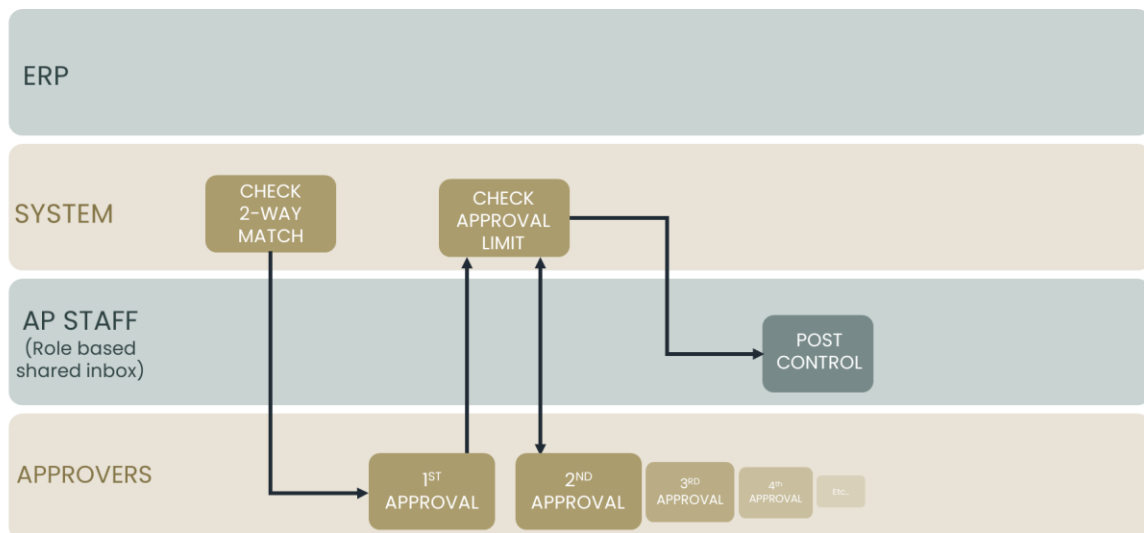 ERP
SYSTEM
CHECK
2-WAY
MATCH
CHECK
APPROVAL
LIMIT
AP STAFF
(Role based
shared inbox)
POST
CONTROL
APPROVERS
1ST
APPROVAL
2ND
APPROVAL
3RD
APPROVAL
4th
APPROVAL
Etc..